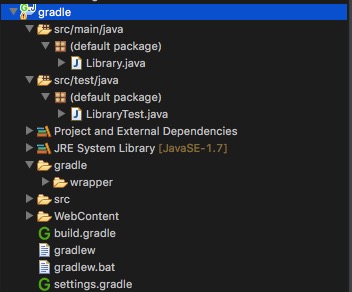 gradle
src/main/java
(default package)
Library.java
src/test/java
(default package)
LibraryTest.java
Project and External Dependencies
JRE System Library [JavaSE-1.7]
gradle
wrapper
src
WebContent
build.gradle
gradlew
gradlew.bat
settings.gradle